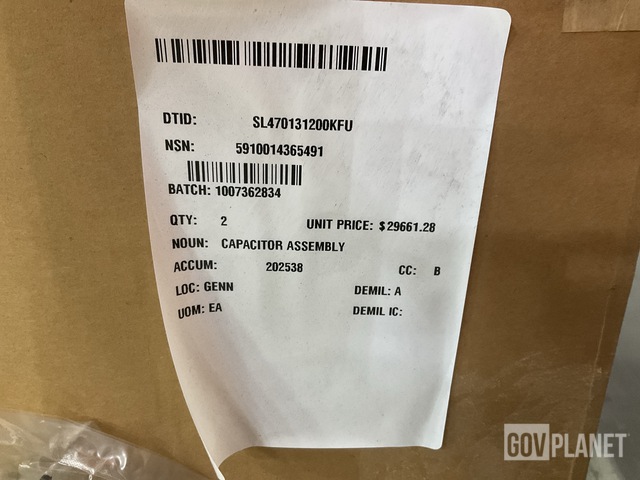 DTID: SL470131200KFU
NSN: 5910014365491
BATCH: 1007362834
QTY: 2 UNIT PRICE: $29661.28
NOUN: CAPACITOR ASSEMBLY
ACCUM: 202538 CC: B
LOC: GENN DEMIL: A
UOM: EA DEMIL IC:
GOVPLANET